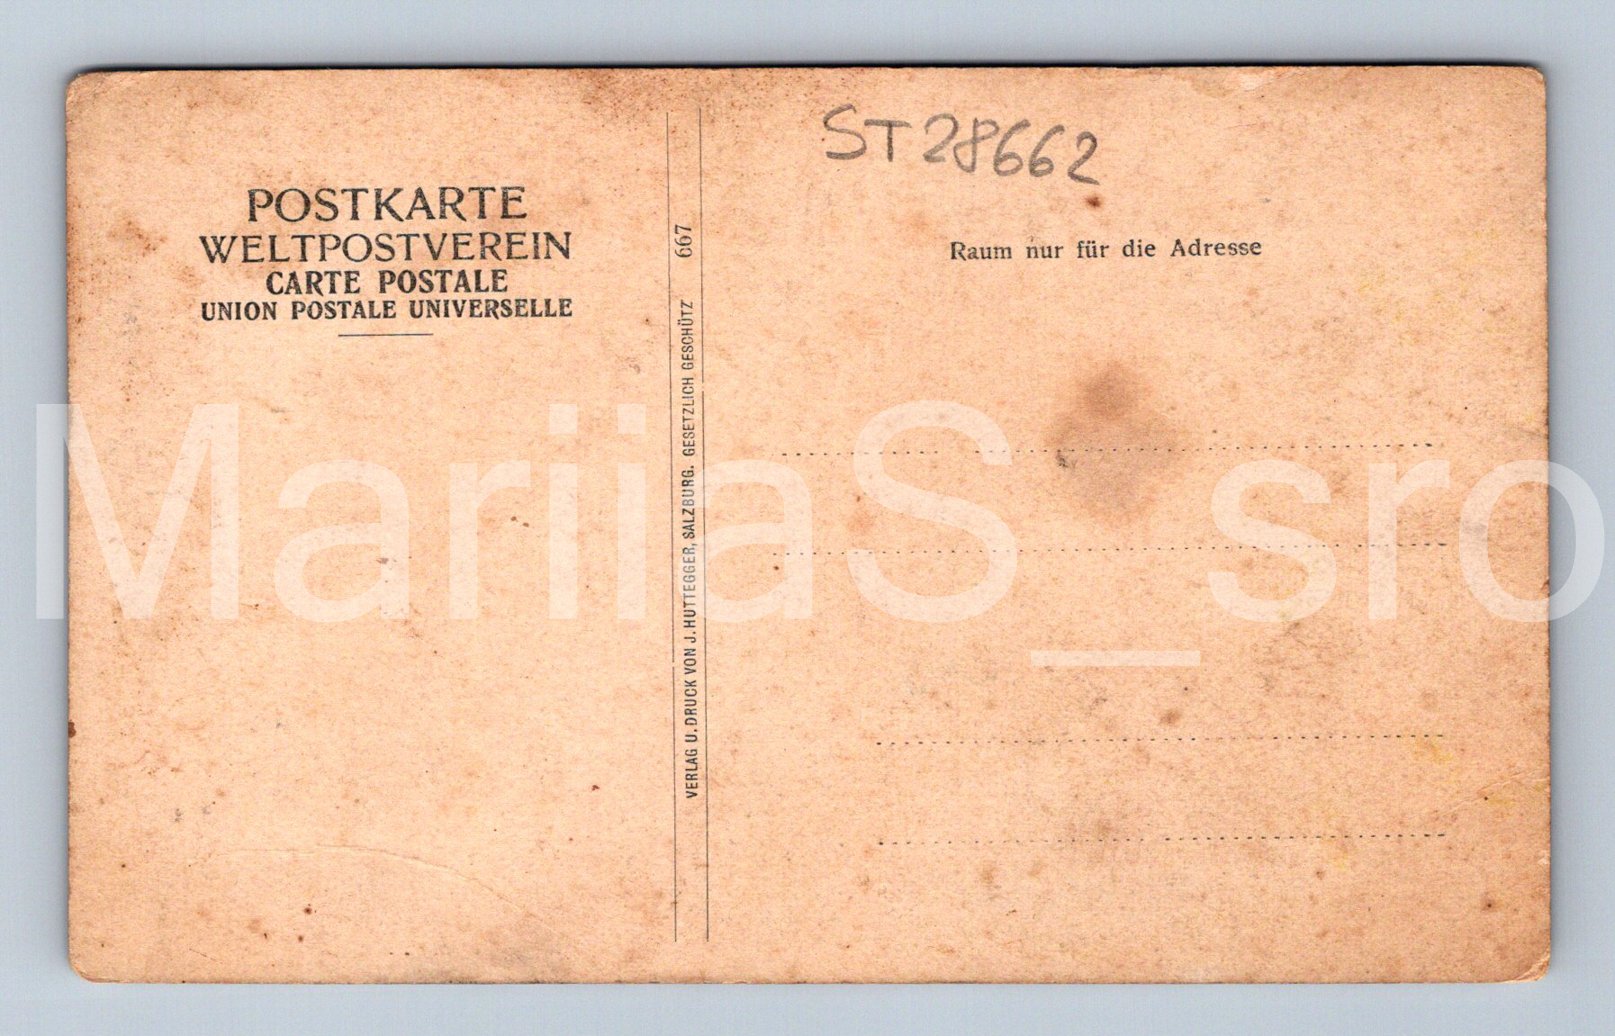 POSTKARTE
WELTPOSTVEREIN
CARTE POSTALE
UNION POSTALE UNIVERSELLE
VERLAG U. DRUCK VON J. HUTTEGGER, SALZBURG. GESETZLICH GESCHÜTZ 667
ST28662
Raum nur für die Adresse
MariiaS_sro